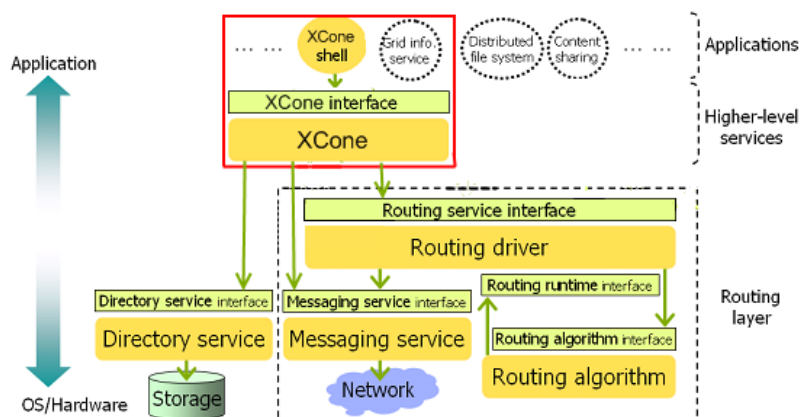 ... ...
XCone
shell
Grid info.
service
Distributed
file system
Content
sharing
... ...
Applications
Application
XCone interface
Higher-level
services
XCone
Routing service interface
Routing driver
Routing runtime interface
Directory service interface
Messaging service interface
Routing
layer
Directory service
Messaging service
Routing algorithm interface
Routing algorithm
Storage
Network
OS/Hardware